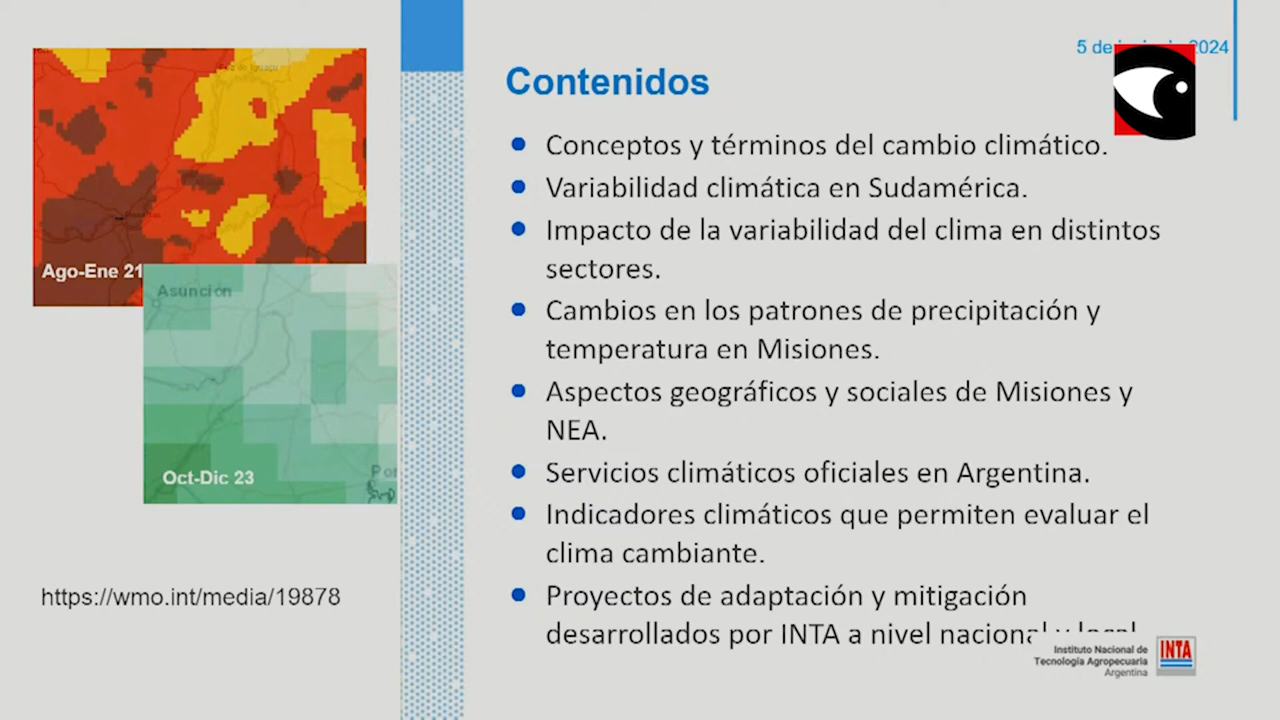 5 de 2024
Contenidos
Conceptos y términos del cambio climático.
Variabilidad climática en Sudamérica.
Impacto de la variabilidad del clima en distintos
sectores.
Cambios en los patrones de precipitación y
temperatura en Misiones.
Aspectos geográficos y sociales de Misiones y
NEA.
Servicios climáticos oficiales en Argentina.
Indicadores climáticos que permiten evaluar el
clima cambiante.
Proyectos de adaptación y mitigación
desarrollados por INTA a nivel nacional y local
Ago-Ene 21
Asunción
Oct-Dic 23
https://wmo.int/media/19878
Instituto Nacional de
Tecnología Agropecuaria
Argentina
INTA